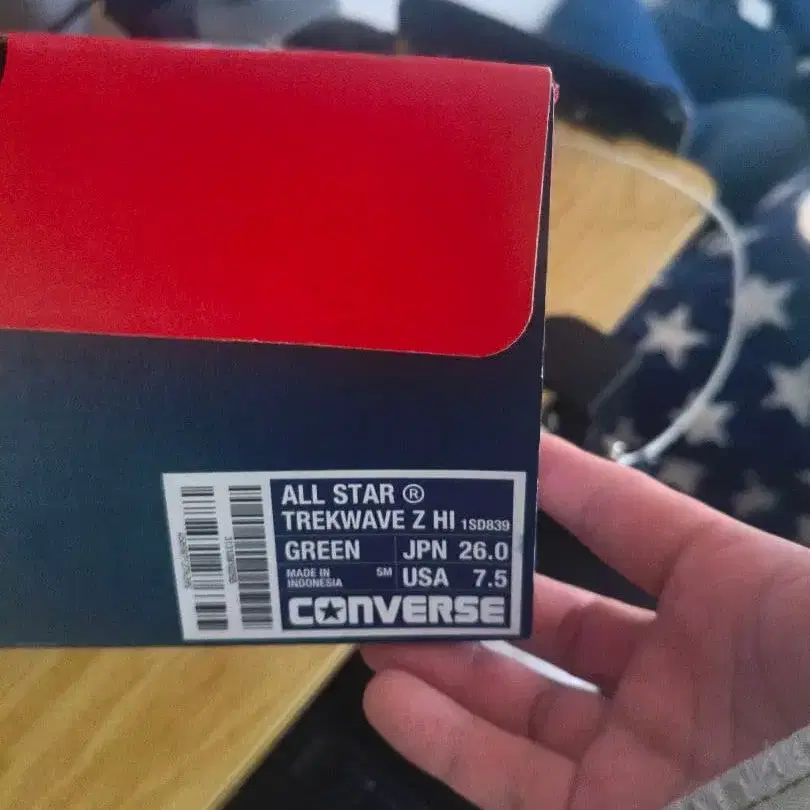 ALL STAR ®
TREKWAVE Z HI 1SD839
GREEN JPN 26.0
MADE IN INDONESIA SM USA 7.5
CONVERSE